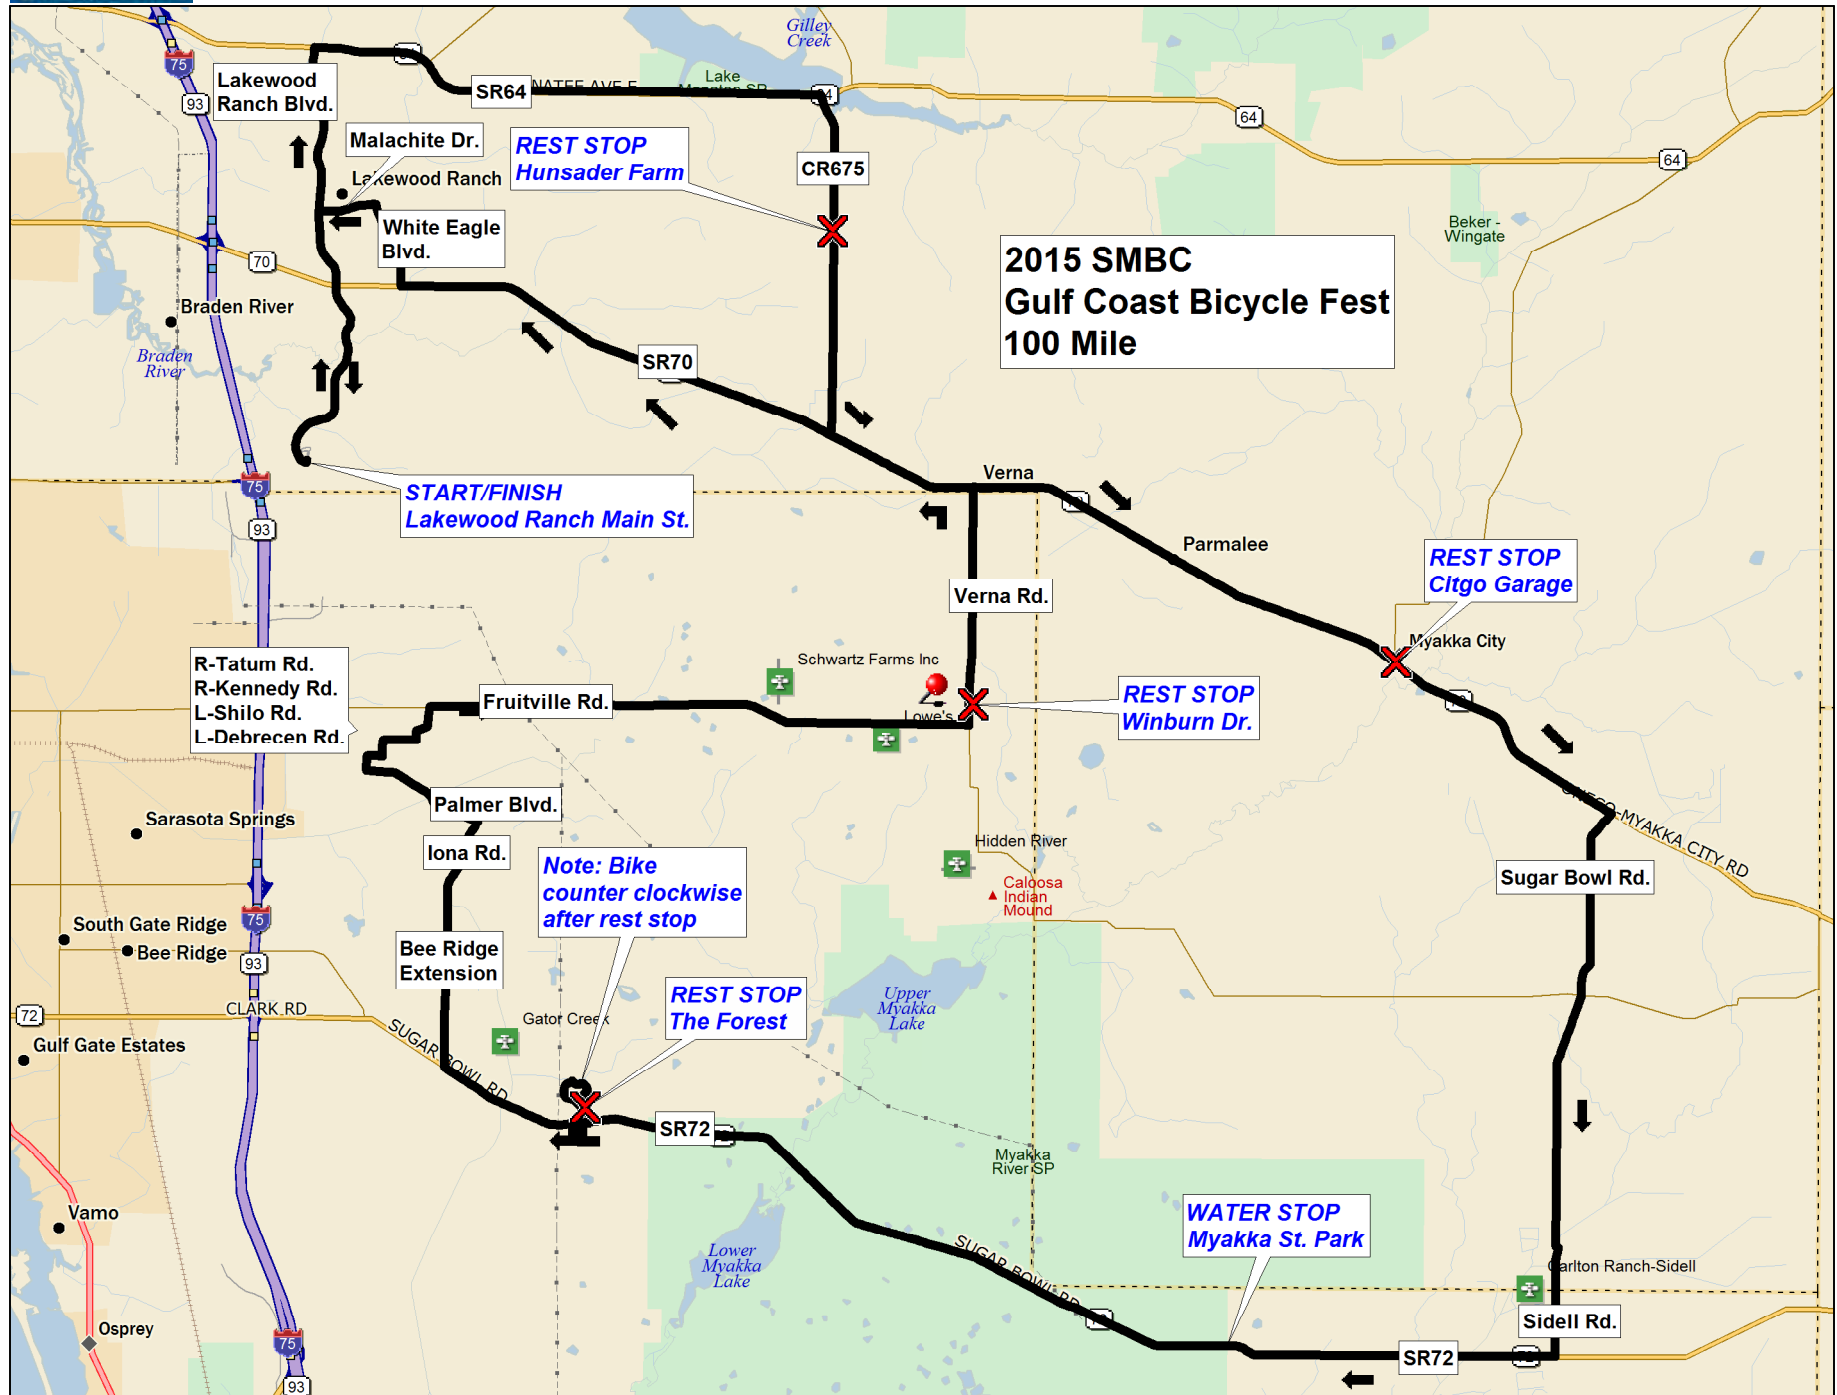 Gilley
Creek
75
Lakewood
Ranch Blvd.
93
SR64
Lake
64
64
Malachite Dr.
REST STOP
Hunsader Farm
CR675
Lakewood Ranch
White Eagle
Blvd.
Beker -
Wingate
70
2015 SMBC
Gulf Coast Bicycle Fest
100 Mile
Braden River
Braden
River
SR70
Verna
75
START/FINISH
Lakewood Ranch Main St.
93
Parmalee
REST STOP
Citgo Garage
Verna Rd.
Myakka City
R-Tatum Rd.
R-Kennedy Rd.
L-Shilo Rd.
L-Debrecen Rd.
Schwartz Farms Inc
Fruitville Rd.
Lowe's
REST STOP
Winburn Dr.
Palmer Blvd.
ONECO-MYAKKA CITY RD
Sarasota Springs
Iona Rd.
Hidden River
Note: Bike
counter clockwise
after rest stop
Caloosa
Indian
Mound
Sugar Bowl Rd.
75
South Gate Ridge
Bee Ridge
93
Bee Ridge
Extension
72
CLARK RD
REST STOP
The Forest
Upper
Myakka
Lake
Gator Creek
SUGAR BOWL RD
Gulf Gate Estates
SR72
Myakka
River SP
Vamo
WATER STOP
Myakka St. Park
Lower
Myakka
Lake
SUGAR BOWL RD
Carlton Ranch-Sidell
Osprey
75
Sidell Rd.
SR72
93